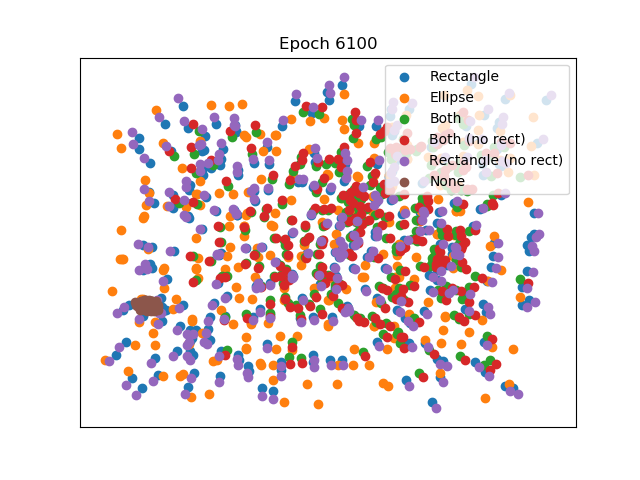 Epoch 6100
Rectangle
Ellipse
Both
Both (no rect)
Rectangle (no rect)
None